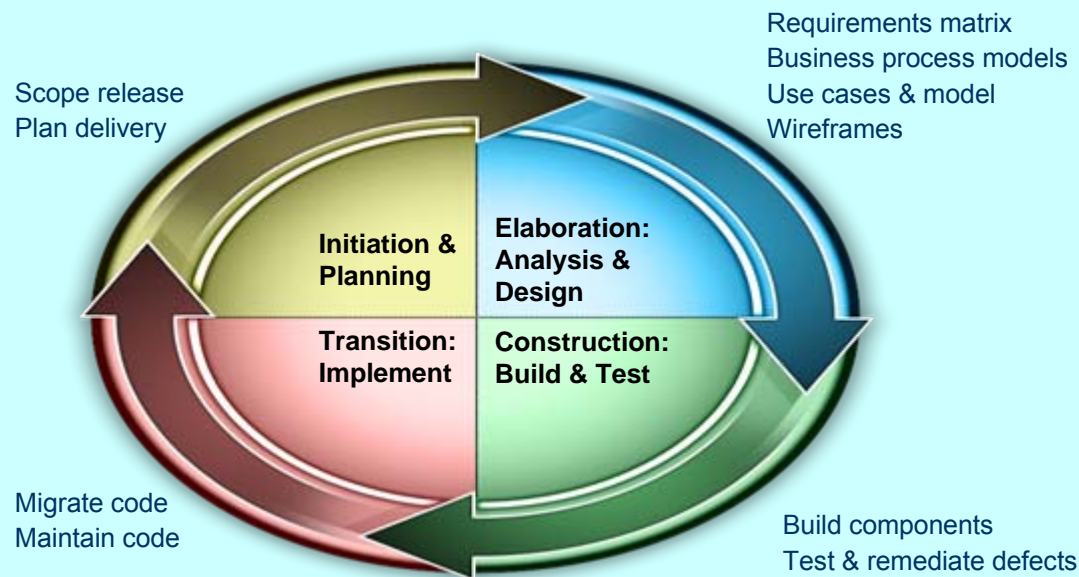 Scope release
Plan delivery
Requirements matrix
Business process models
Use cases & model
Wireframes
Initiation &
Planning
Elaboration:
Analysis &
Design
Transition:
Implement
Construction:
Build & Test
Migrate code
Maintain code
Build components
Test & remediate defects